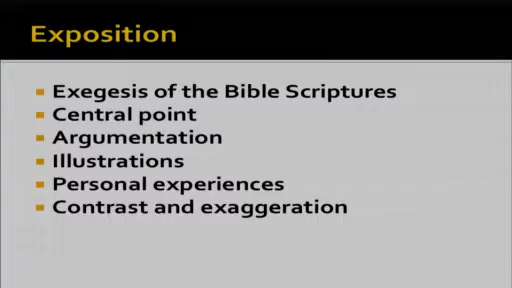 Exposition
Exegesis of the Bible Scriptures
Central point
Argumentation
Illustrations
Personal experiences
Contrast and exaggeration